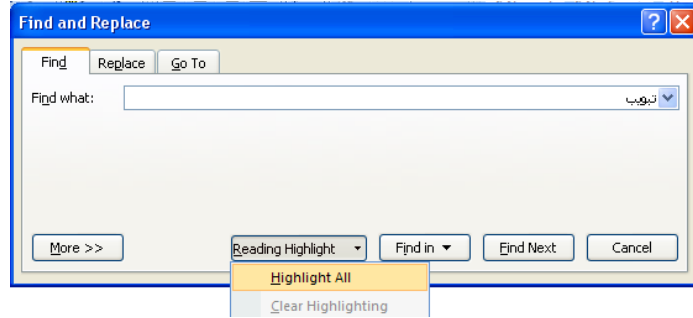 Find and Replace
Find Replace Go To
Find what: تبويب
More >> Reading Highlight Find in Find Next Cancel
Highlight All
Clear Highlighting